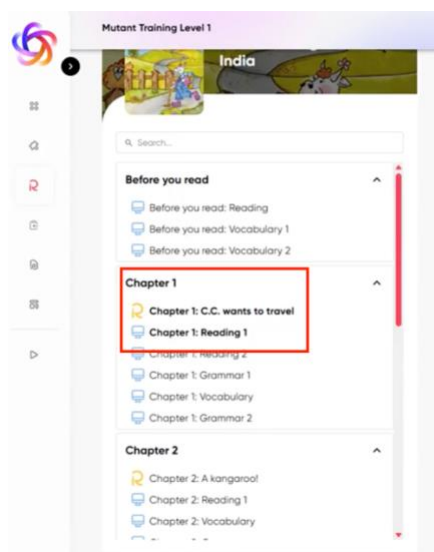 Mutant Training Level 1
India
Search...
Before you read
Before you read: Reading
Before you read: Vocabulary 1
Before you read: Vocabulary 2
Chapter 1
Chapter 1: C.C. wants to travel
Chapter 1: Reading 1
Chapter 1: Reading 2
Chapter 1: Grammar 1
Chapter 1: Vocabulary
Chapter 1: Grammar 2
Chapter 2
Chapter 2: A kangaroo!
Chapter 2: Reading 1
Chapter 2: Vocabulary